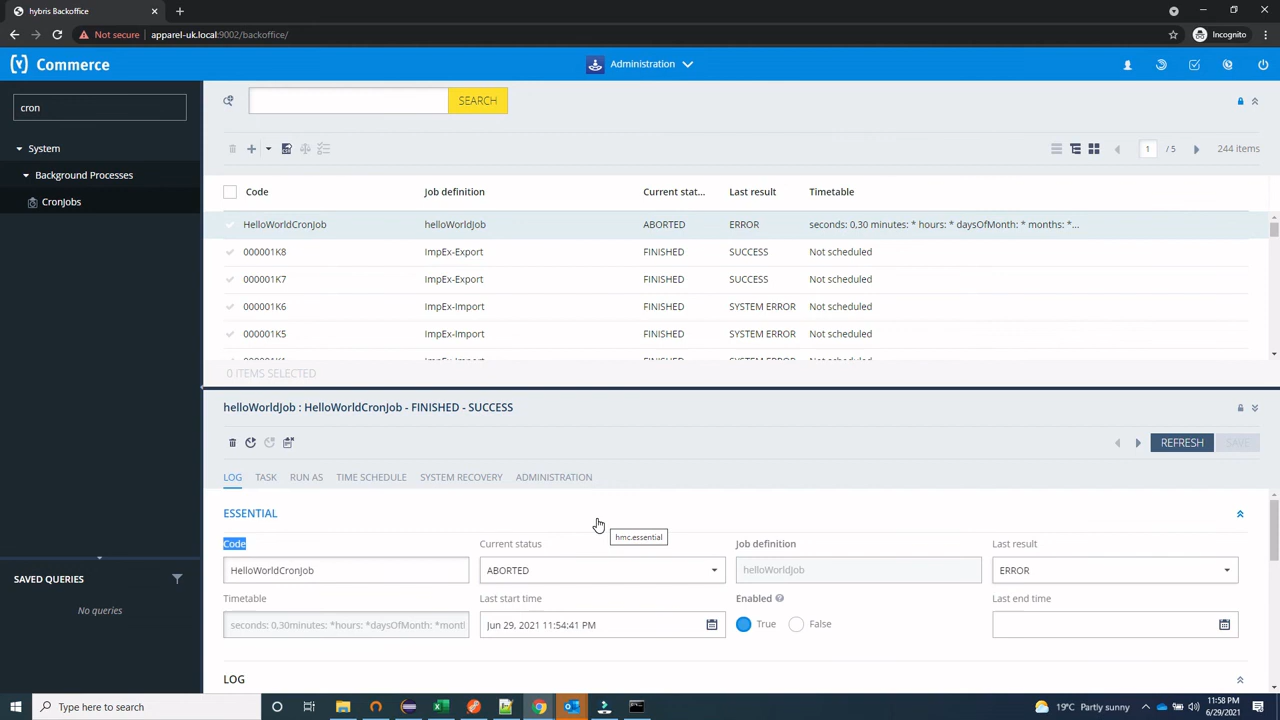 hybris Backoffice
Not secure apparel-uk.local:9002/backoffice/
Incognito
Commerce
Administration
cron
System
Background Processes
CronJobs
SAVED QUERIES
No queries
SEARCH
1 / 5 244 items
Code Job definition Current stat... Last result Timetable
HelloWorldCronJob helloWorldJob ABORTED ERROR seconds: 0,30 minutes: * hours: * daysOfMonth: * months: *...
000001K8 ImpEx-Export FINISHED SUCCESS Not scheduled
000001K7 ImpEx-Export FINISHED SUCCESS Not scheduled
000001K6 ImpEx-Import FINISHED SYSTEM ERROR Not scheduled
000001K5 ImpEx-Import FINISHED SYSTEM ERROR Not scheduled
0 ITEMS SELECTED
helloWorldJob : HelloWorldCronJob - FINISHED - SUCCESS
REFRESH SAVE
LOG TASK RUN AS TIME SCHEDULE SYSTEM RECOVERY ADMINISTRATION
ESSENTIAL
hmc.essential
Code Current status Job definition Last result
HelloWorldCronJob ABORTED helloWorldJob ERROR
Timetable Last start time Enabled Last end time
seconds: 0,30minutes: *hours: *daysOfMonth: *montl Jun 29, 2021 11:54:41 PM True False
LOG
Type here to search
19°C Partly sunny
11:58 PM
6/29/2021